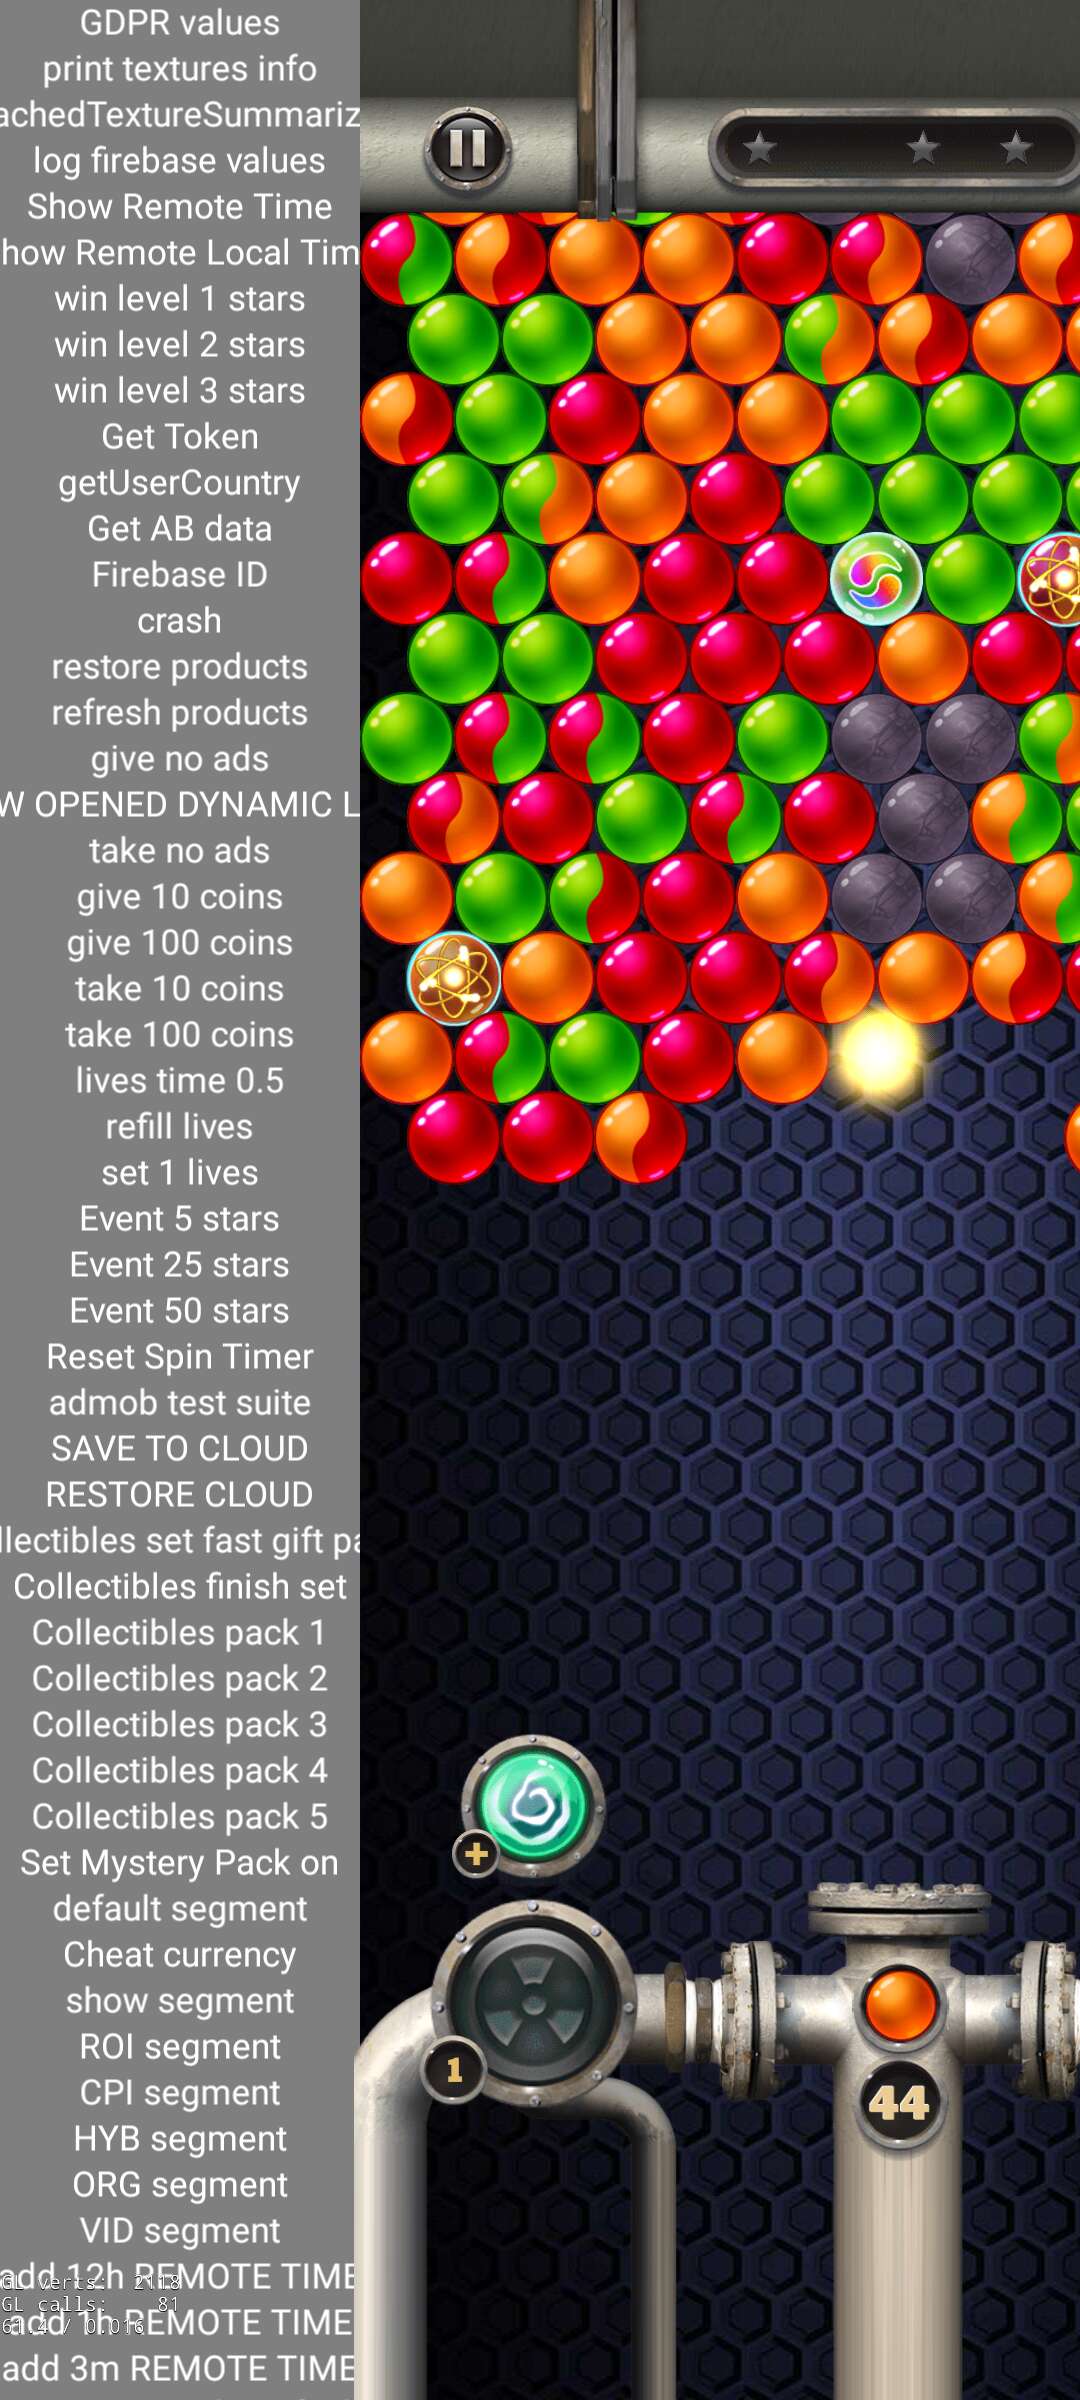 GDPR values
print textures info
achedTextureSummariz
log firebase values
Show Remote Time
how Remote Local Tim
win level 1 stars
win level 2 stars
win level 3 stars
Get Token
getUserCountry
Get AB data
Firebase ID
crash
restore products
refresh products
give no ads
W OPENED DYNAMIC L
take no ads
give 10 coins
give 100 coins
take 10 coins
take 100 coins
lives time 0.5
refill lives
set 1 lives
Event 5 stars
Event 25 stars
Event 50 stars
Reset Spin Timer
admob test suite
SAVE TO CLOUD
RESTORE CLOUD
llectibles set fast gift pa
Collectibles finish set
Collectibles pack 1
Collectibles pack 2
Collectibles pack 3
Collectibles pack 4
Collectibles pack 5
Set Mystery Pack on
default segment
Cheat currency
show segment
ROI segment
CPI segment
HYB segment
ORG segment
VID segment
add 12h REMOTE TIME
add 1h REMOTE TIME
add 3m REMOTE TIME
GL verts: 2118
GL calls: 81
61.4 / 0.016
1
44